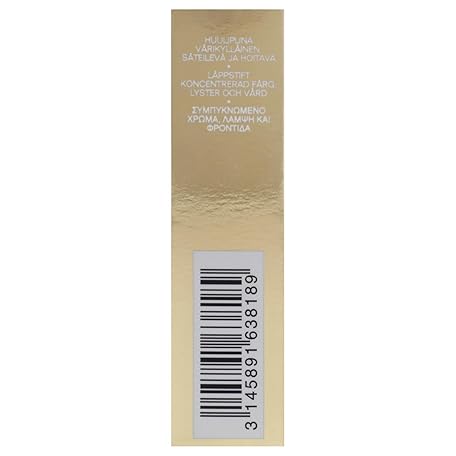 HUULIPUNA
VÄRIKYLLÄINEN,
SÄTEILEVÄ JA HOITAVA
•
LÄPPSTIFT
KONCENTRERAD FÄRG,
LYSTER OCH VÅRD
•
ΣΥΜΠΥΚΝΩΜΕΝΟ
ΧΡΩΜΑ, ΛΑΜΨΗ ΚΑΙ
ΦΡΟΝΤΙΔΑ
3 145891 638189